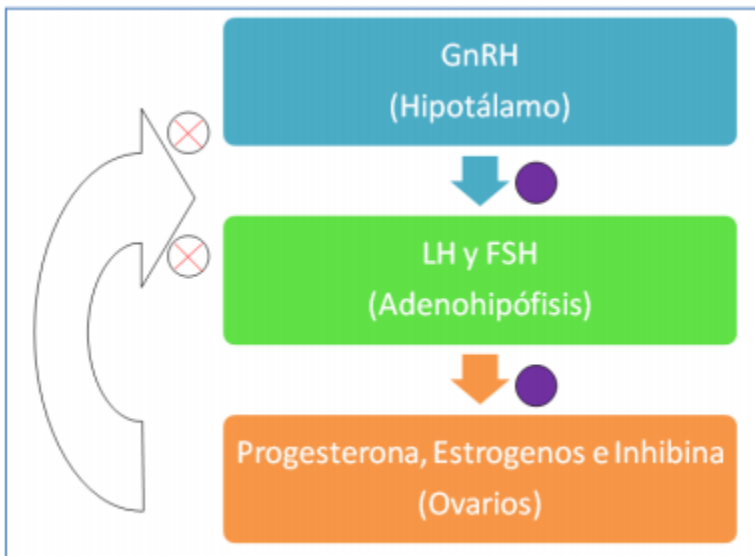 GnRH
(Hipotálamo)
LH y FSH
(Adenohipófisis)
Progesterona, Estrogenos e Inhibina
(Ovarios)